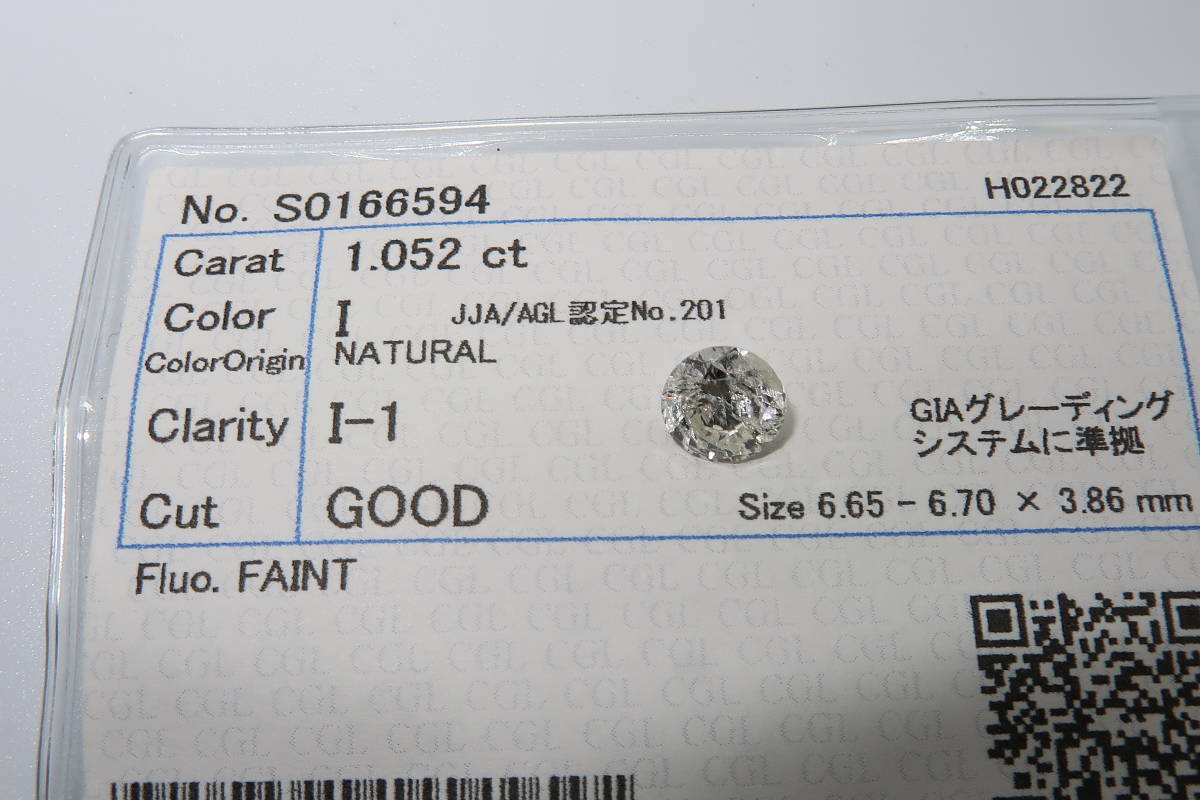 No. S0166594
H022822
Carat 1.052 ct
Color I JJA/AGL認定No.201
ColorOrigin NATURAL
Clarity I-1
GIAグレーディング
システムに準拠
Cut GOOD
Size 6.65 - 6.70 × 3.86 mm
Fluo. FAINT